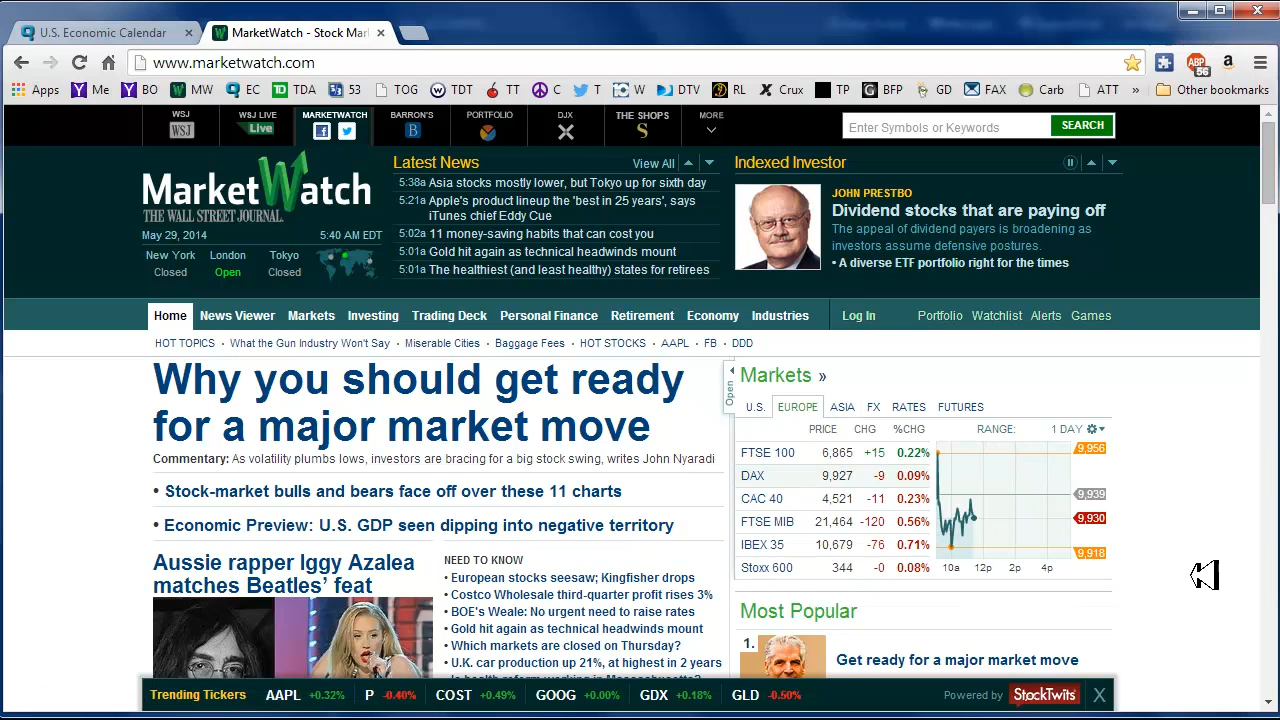 U.S. Economic Calendar
MarketWatch - Stock Mar
www.marketwatch.com
ABP
56
Apps
Me
BO
MW
EC
TDA
53
TOG
TDT
TT
C
T
W
DTV
RL
Crux
TP
BFP
GD
FAX
Carb
ATT
»
Other bookmarks
WSJ
WSJ
WSJ LIVE
Live
MARKETWATCH
BARRON'S
B
PORTFOLIO
DJX
THE SHOPS
S
MORE
Enter Symbols or Keywords
SEARCH
MarketWatch
THE WALL STREET JOURNAL.
May 29, 2014
5:40 AM EDT
New York
London
Tokyo
Closed
Open
Closed
Latest News
View All
5:38a Asia stocks mostly lower, but Tokyo up for sixth day
5:21a Apple's product lineup the 'best in 25 years', says
iTunes chief Eddy Cue
5:02a 11 money-saving habits that can cost you
5:01a Gold hit again as technical headwinds mount
5:01a The healthiest (and least healthy) states for retirees
Indexed Investor
JOHN PRESTBO
Dividend stocks that are paying off
The appeal of dividend payers is broadening as
investors assume defensive postures.
• A diverse ETF portfolio right for the times
Home
News Viewer
Markets
Investing
Trading Deck
Personal Finance
Retirement
Economy
Industries
Log In
Portfolio
Watchlist
Alerts
Games
HOT TOPICS
What the Gun Industry Won't Say
Miserable Cities
Baggage Fees
HOT STOCKS
AAPL
FB
DDD
Why you should get ready
for a major market move
Commentary: As volatility plumbs lows, investors are bracing for a big stock swing, writes John Nyaradi
• Stock-market bulls and bears face off over these 11 charts
• Economic Preview: U.S. GDP seen dipping into negative territory
Aussie rapper Iggy Azalea
matches Beatles' feat
NEED TO KNOW
• European stocks seesaw; Kingfisher drops
• Costco Wholesale third-quarter profit rises 3%
• BOE's Weale: No urgent need to raise rates
• Gold hit again as technical headwinds mount
• Which markets are closed on Thursday?
• U.K. car production up 21%, at highest in 2 years
Open
Markets »
U.S.
EUROPE
ASIA
FX
RATES
FUTURES
PRICE CHG %CHG
RANGE: 1 DAY
FTSE 100 6,865 +15 0.22%
DAX 9,927 -9 0.09%
CAC 40 4,521 -11 0.23%
FTSE MIB 21,464 -120 0.56%
IBEX 35 10,679 -76 0.71%
Stoxx 600 344 -0 0.08%
9,956
9,939
9,930
9,918
10a 12p 2p 4p
Most Popular
1.
Get ready for a major market move
Trending Tickers
AAPL +0.32%
P -0.40%
COST +0.49%
GOOG +0.00%
GDX +0.18%
GLD -0.50%
Powered by
STOCKTWITS
X